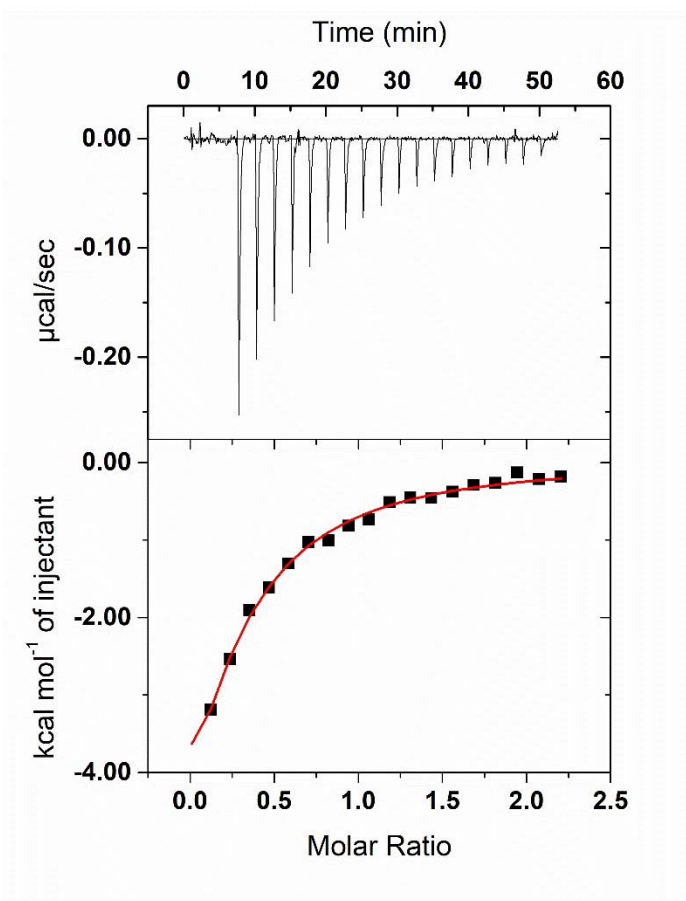 Time (min)
0 10 20 30 40 50 60
0.00
-0.10
-0.20
µcal/sec
0.00
-2.00
-4.00
kcal mol⁻¹ of injectant
0.0 0.5 1.0 1.5 2.0 2.5
Molar Ratio